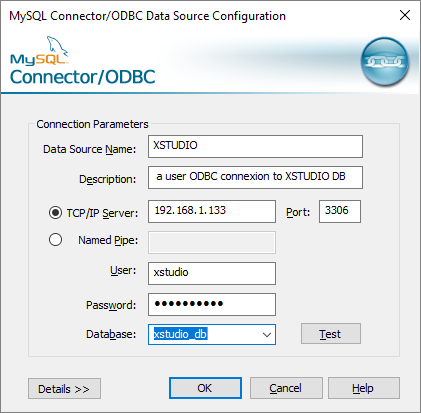 MySQL Connector/ODBC Data Source Configuration
MySQL
Connector/ODBC
Connection Parameters
Data Source Name: XSTUDIO
Description: a user ODBC connexion to XSTUDIO DB
TCP/IP Server: 192.168.1.133 Port: 3306
Named Pipe:
User: xstudio
Password: ••••••••••
Database: xstudio_db Test
Details >> OK Cancel Help